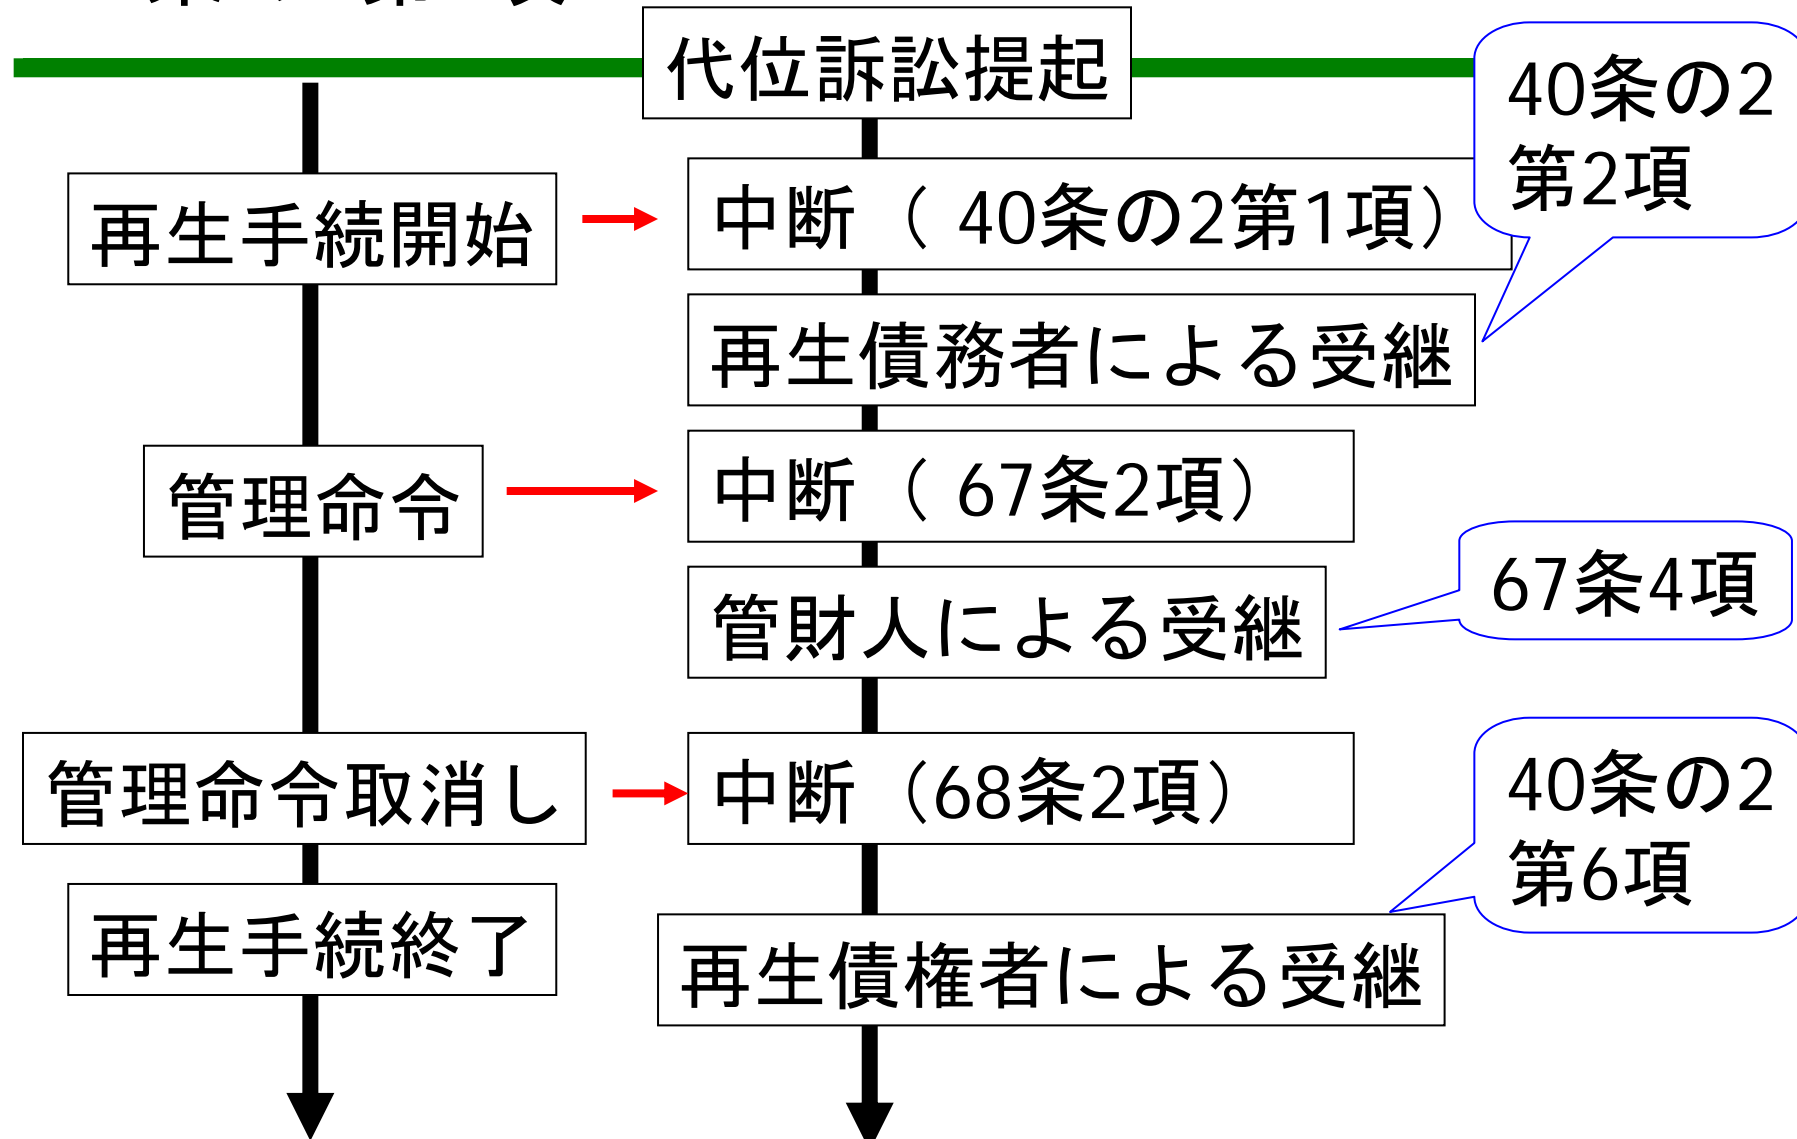 代位訴訟提起
40条の2
第2項
再生手続開始
中断（ 40条の2第1項）
再生債務者による受継
管理命令
中断（ 67条2項）
管財人による受継
67条4項
管理命令取消し
中断（68条2項）
40条の2
第6項
再生手続終了
再生債権者による受継